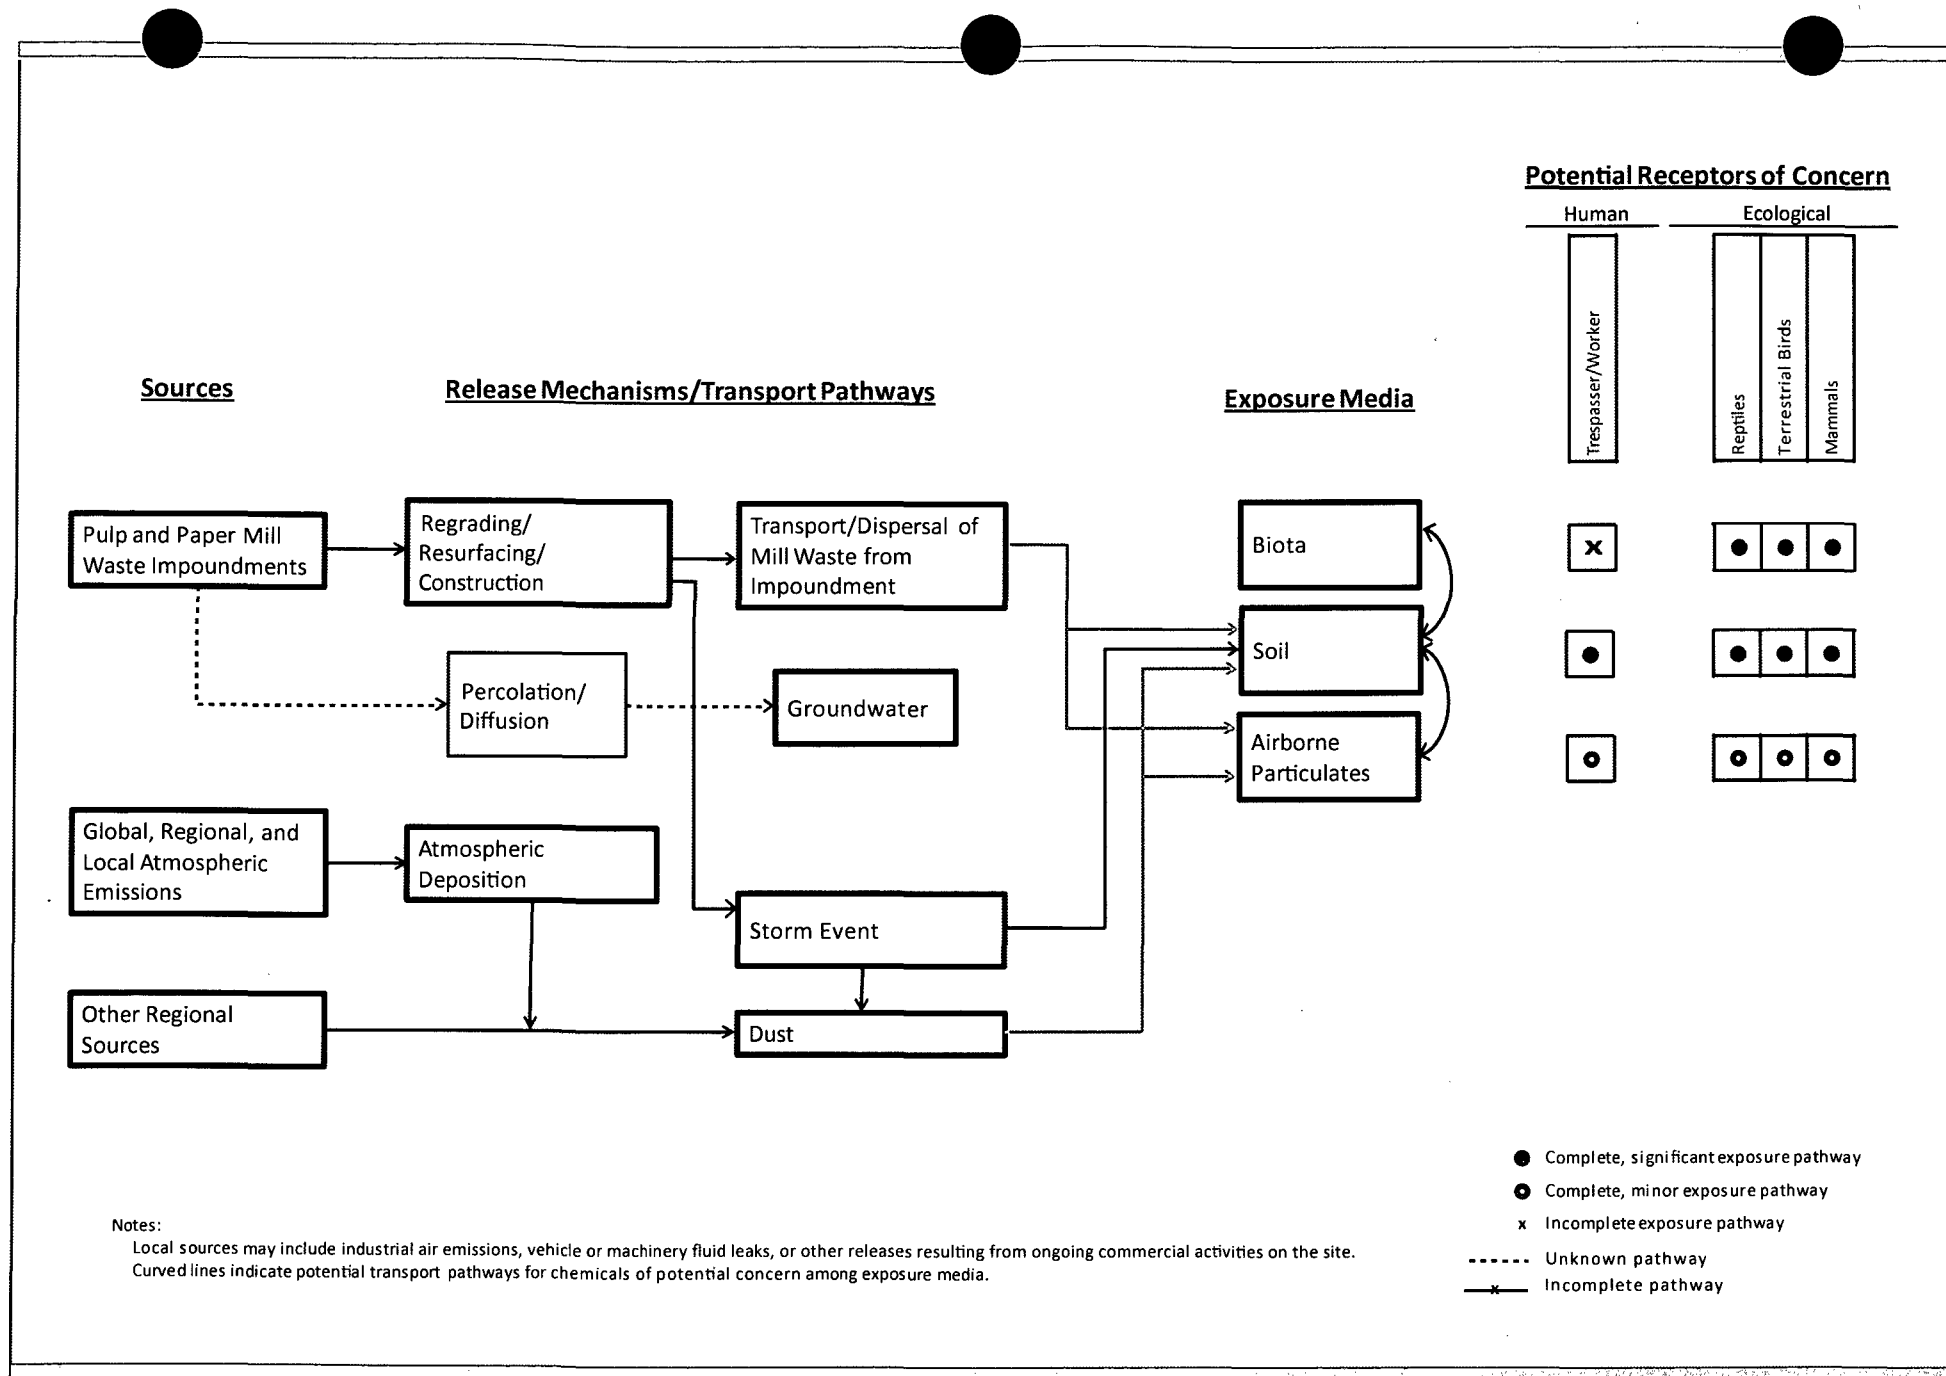 Potential Receptors of Concern
Human
Ecological
Trespasser/Worker
Reptiles
Terrestrial Birds
Mammals
Sources
Release Mechanisms/Transport Pathways
Exposure Media
Pulp and Paper Mill
Waste Impoundments
Regrading/
Resurfacing/
Construction
Transport/Dispersal of
Mill Waste from
Impoundment
Biota
x
Soil
Percolation/
Diffusion
Groundwater
Airborne
Particulates
Global, Regional, and
Local Atmospheric
Emissions
Atmospheric
Deposition
Storm Event
Other Regional
Sources
Dust
Complete, significant exposure pathway
Complete, minor exposure pathway
x Incomplete exposure pathway
Unknown pathway
x Incomplete pathway
Notes:
Local sources may include industrial air emissions, vehicle or machinery fluid leaks, or other releases resulting from ongoing commercial activities on the site.
Curved lines indicate potential transport pathways for chemicals of potential concern among exposure media.